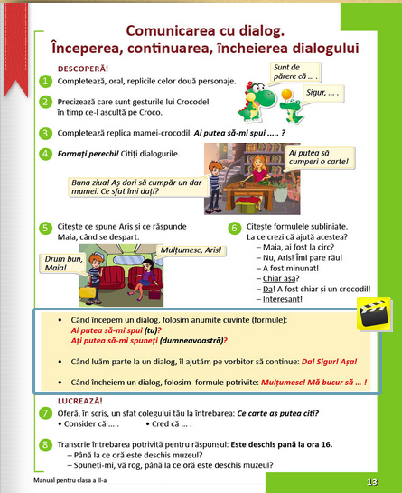 Comunicarea cu dialog.
Începerea, continuarea, încheierea dialogului
DESCOPERĂ!
1 Completează, oral, replicile celor două personaje.
Sunt de
părere că ... .
Sigur, ... .
2 Precizează care sunt gesturile lui Crocodel
în timp ce-l ascultă pe Croco.
3 Completează replica mamei-crocodil: Ai putea să-mi spui ..... ?
4 Formați perechi! Citiți dialogurile.
Ai putea să
cumperi o carte!
Bună ziua! Aș dori să cumpăr un dar
mamei. Ce sfat îmi dați?
5 Citește ce spune Aris și ce răspunde
Maia, când se despart.
Mulțumesc, Aris!
Drum bun,
Maia!
6 Citește formulele subliniate.
La ce crezi că ajută acestea?
– Maia, ai fost la circ?
– Nu, Aris! Îmi pare rău!
– A fost minunat!
– Chiar așa?
– Da! A fost chiar și un crocodil!
– Interesant!
• Când începem un dialog, folosim anumite cuvinte (formule):
Ai putea să-mi spui (tu)?
Ați putea să-mi spuneți (dumneavoastră)?
• Când luăm parte la un dialog, îl ajutăm pe vorbitor să continue: Da! Sigur! Așa!
• Când încheiem un dialog, folosim formule potrivite: Mulțumesc! Mă bucur să ... !
LUCREAZĂ!
7 Oferă, în scris, un sfat colegului tău la întrebarea: Ce carte aș putea citi?
• Consider că ... . • Cred că ... .
8 Transcrie întrebarea potrivită pentru răspunsul: Este deschis până la ora 16.
– Până la ce oră este deschis muzeul?
– Spuneți-mi, vă rog, până la ce oră este deschis muzeul?
Manual pentru clasa a II-a
13